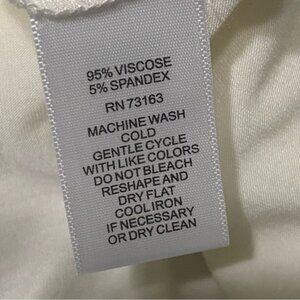 95% VISCOSE
5% SPANDEX
RN 73163
MACHINE WASH
COLD
GENTLE CYCLE
WITH LIKE COLORS
DO NOT BLEACH
RESHAPE AND
DRY FLAT
COOL IRON
IF NECESSARY
OR DRY CLEAN